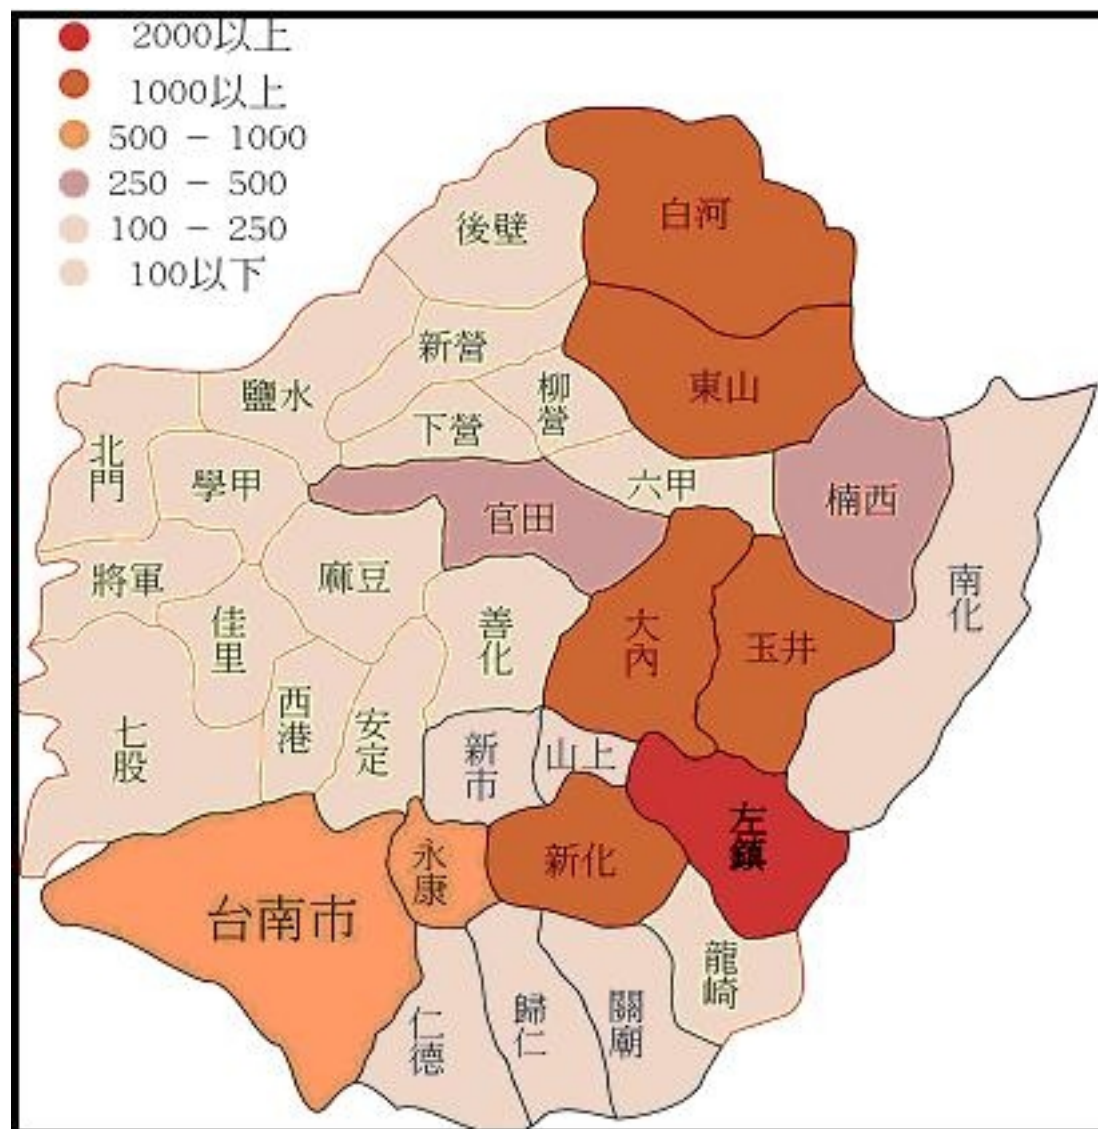 2000以上
1000以上
500 - 1000
250 - 500
100 - 250
100以下
白河
後壁
新營
東山
柳營
鹽水
下營
北門
學甲
六甲
楠西
官田
將軍
麻豆
南化
佳里
善化
大內
玉井
七股
西港
安定
新市
山上
左鎮
永康
新化
台南市
龍崎
仁德
歸仁
關廟